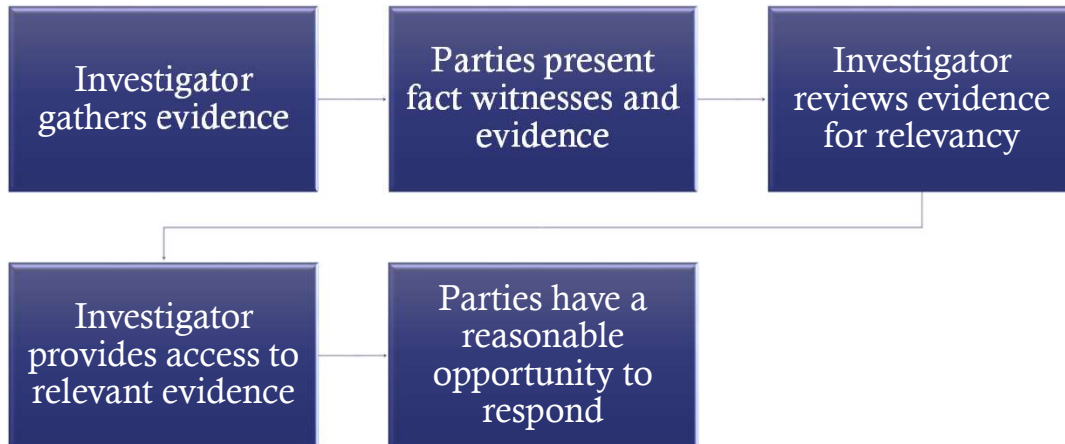 Investigator
gathers evidence
Parties present
fact witnesses and
evidence
Investigator
reviews evidence
for relevancy
Investigator
provides access to
relevant evidence
Parties have a
reasonable
opportunity to
respond